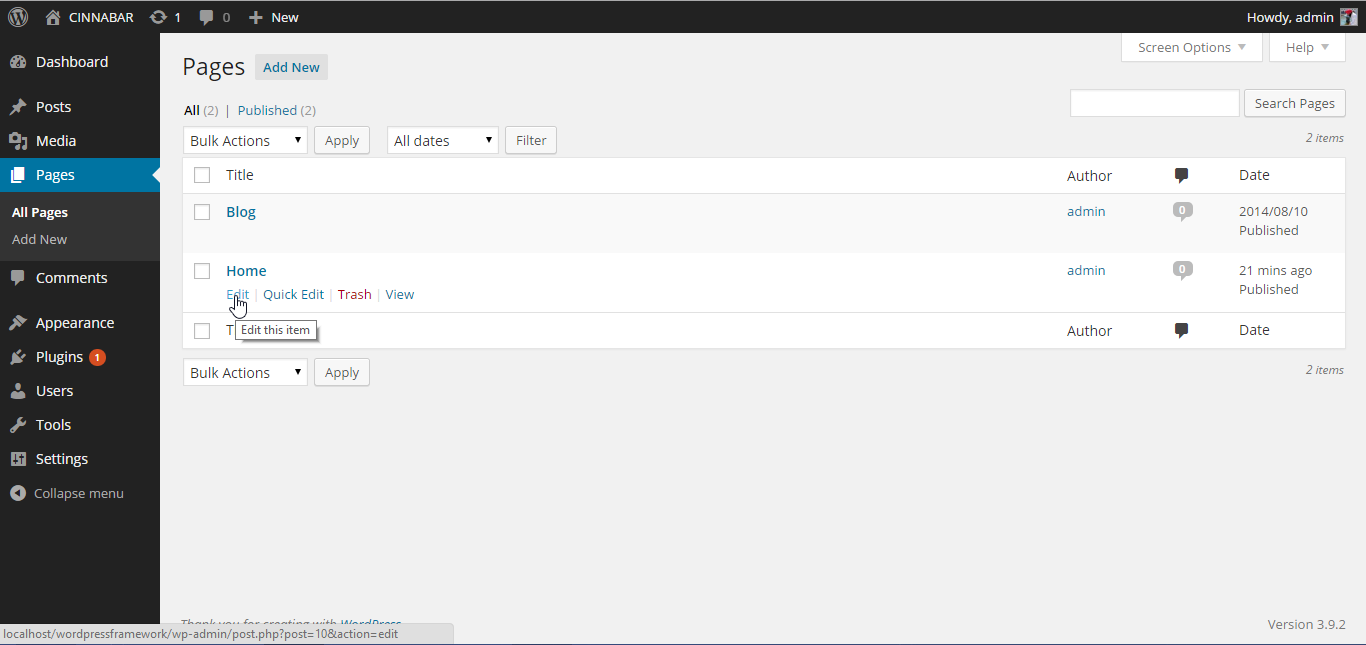 CINNABAR 1 0 New Howdy, admin
Screen Options Help
Dashboard
Posts
Media
Pages
All Pages
Add New
Comments
Appearance
Plugins 1
Users
Tools
Settings
Collapse menu
Pages Add New
All (2) | Published (2)
Search Pages
Bulk Actions Apply All dates Filter
2 items
Title Author Date
Blog admin 0 2014/08/10
Published
Home admin 0 21 mins ago
Edit | Quick Edit | Trash | View Published
T Author Date
Edit this item
Bulk Actions Apply
2 items
Thank you for creating with WordPress. Version 3.9.2
localhost/wordpressframework/wp-admin/post.php?post=10&action=edit